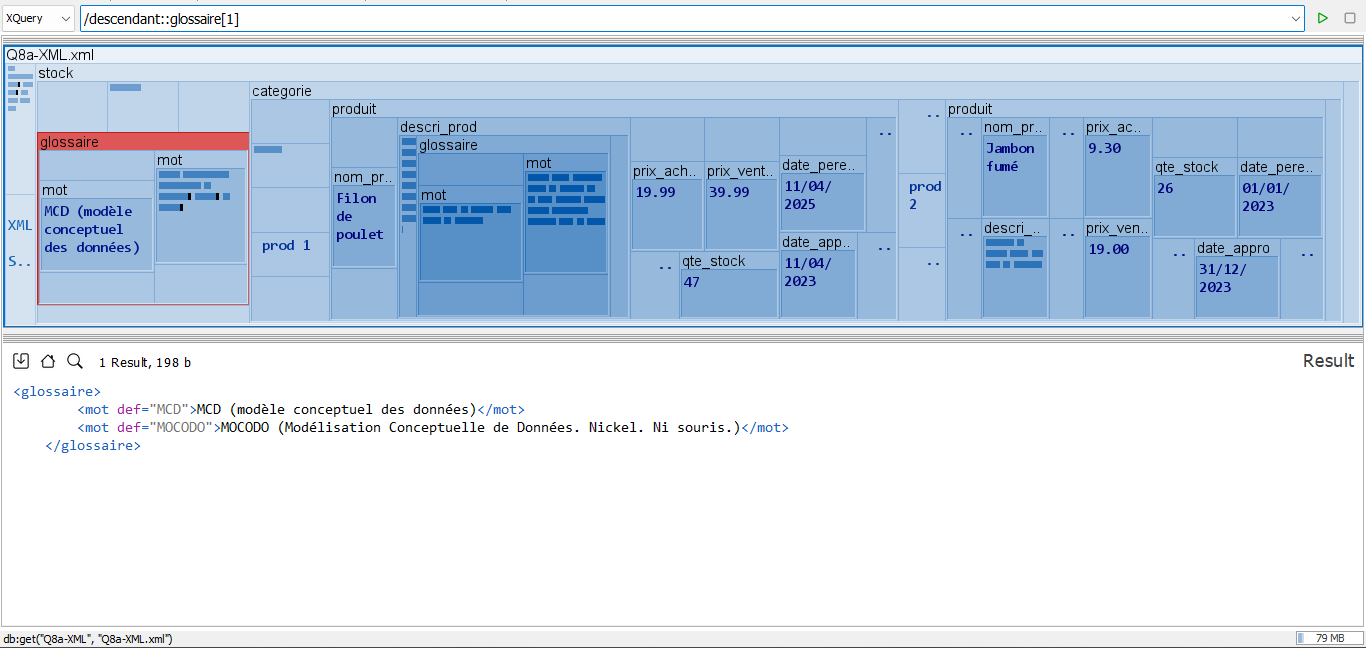 XQuery
/descendant::glossaire[1]
Q8a-XML.xml
stock
categorie
produit
produit
descri_prod
nom_pr..
prix_ac..
glossaire
glossaire
Jambon
fumé
9.30
mot
mot
date_pere..
qte_stock
date_pere..
nom_pr..
prix_ach..
prix_vent..
mot
mot
Filon
de
poulet
19.99
39.99
11/04/
2025
prod
2
26
01/01/
2023
MCD (modèle
conceptuel
des données)
XML
descri_..
prix_ven..
prod 1
date_app..
19.00
date_appro
S..
qte_stock
11/04/
2023
31/12/
2023
47
1 Result, 198 b
Result
<glossaire>
<mot def="MCD">MCD (modèle conceptuel des données)</mot>
<mot def="MOCODO">MOCODO (Modélisation Conceptuelle de Données. Nickel. Ni souris.)</mot>
</glossaire>
db:get("Q8a-XML", "Q8a-XML.xml")
79 MB